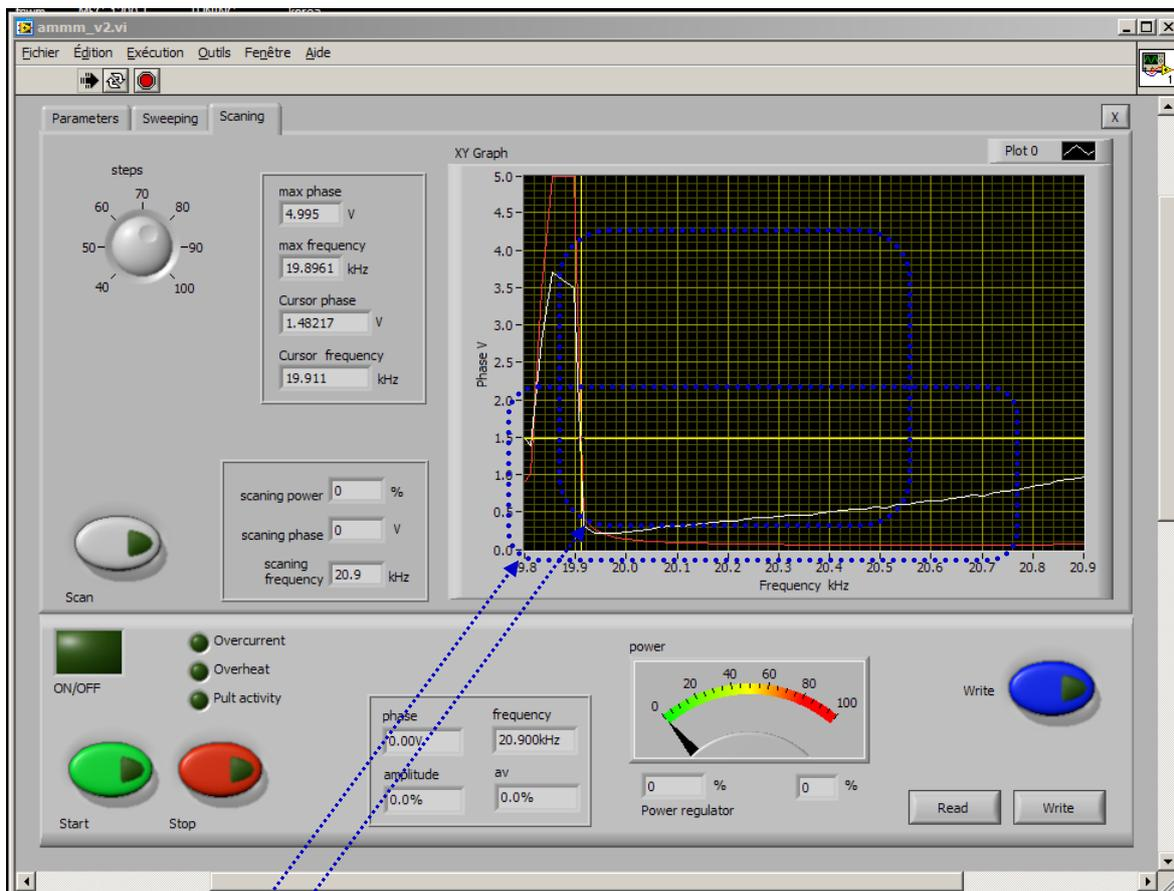 ammm_v2.vi
Fichier Édition Exécution Outils Fenêtre Aide
1
Parameters Sweeping Scaning
X
steps
40 50 60 70 80 90 100
max phase
4.995 V
max frequency
19.8961 kHz
Cursor phase
1.48217 V
Cursor frequency
19.911 kHz
XY Graph
Plot 0
Phase V
5.0
4.5
4.0
3.5
3.0
2.5
2.0
1.5
1.0
0.5
0.0
19.9 20.0 20.1 20.2 20.3 20.4 20.5 20.6 20.7 20.8 20.9
Frequency kHz
scaning power 0 %
scaning phase 0 V
scaning
frequency 20.9 kHz
Scan
ON/OFF
Overcurrent
Overheat
Pult activity
Start
Stop
phase
0.00V
frequency
20.900kHz
amplitude
0.0%
av
0.0%
power
0 20 40 60 80 100
0 %
0 %
Power regulator
Write
Read
Write